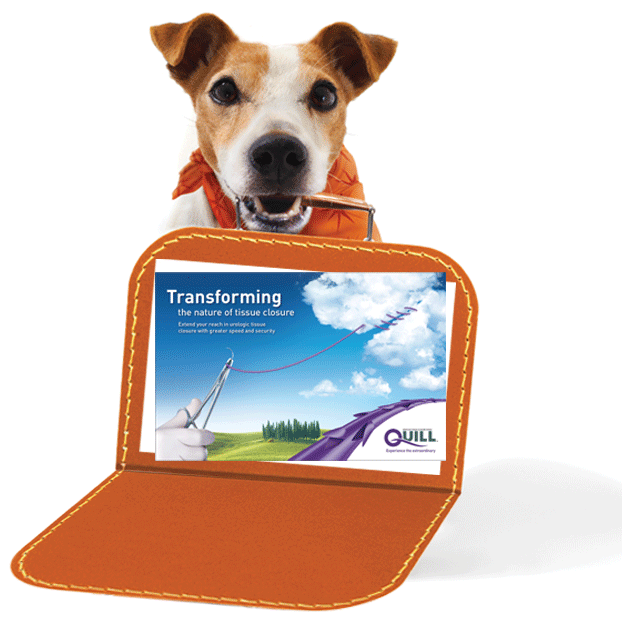 Transforming
the nature of tissue closure
Extend your reach in urologic tissue
closure with greater speed and security
QUILL
Experience the extraordinary